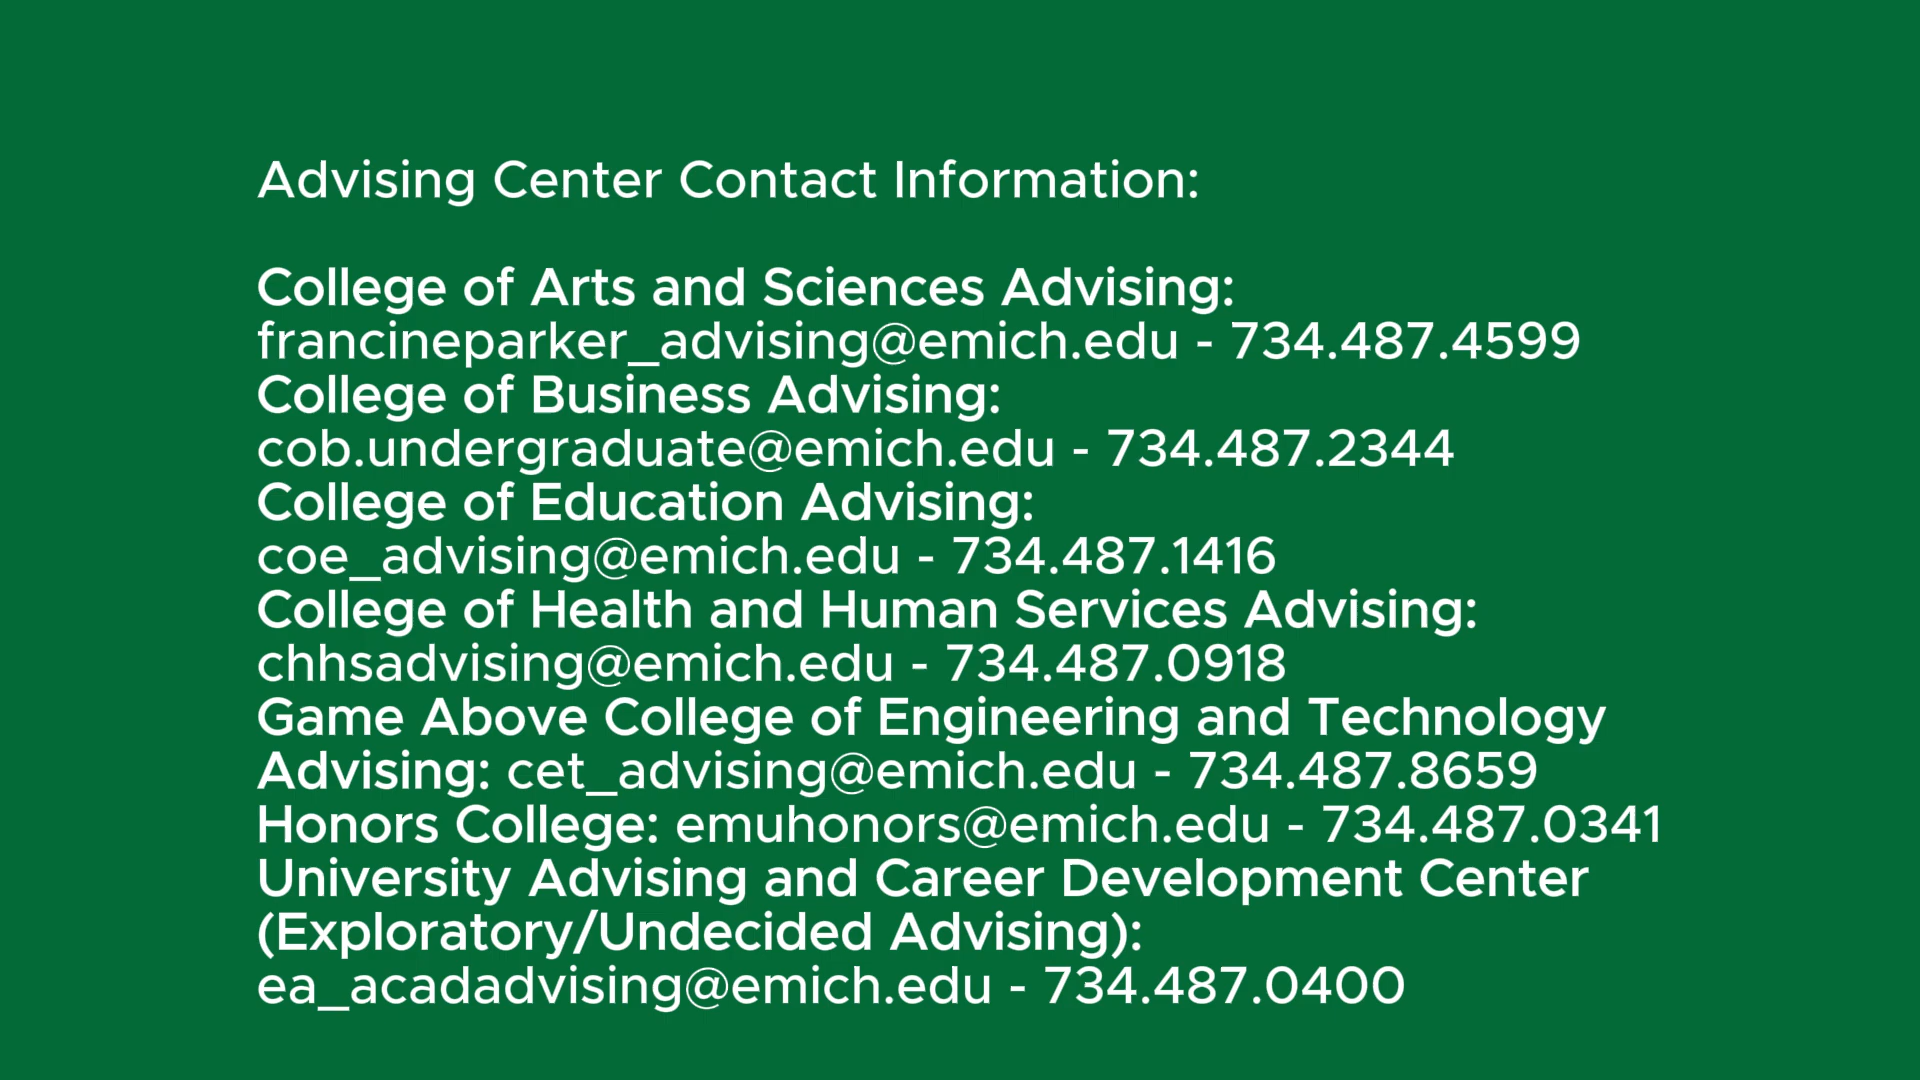 Advising Center Contact Information:
College of Arts and Sciences Advising:
francineparker_advising@emich.edu - 734.487.4599
College of Business Advising:
cob.undergraduate@emich.edu - 734.487.2344
College of Education Advising:
coe_advising@emich.edu - 734.487.1416
College of Health and Human Services Advising:
chhsadvising@emich.edu - 734.487.0918
Game Above College of Engineering and Technology
Advising: cet_advising@emich.edu - 734.487.8659
Honors College: emuhonors@emich.edu - 734.487.0341
University Advising and Career Development Center
(Exploratory/Undecided Advising):
ea_acadadvising@emich.edu - 734.487.0400